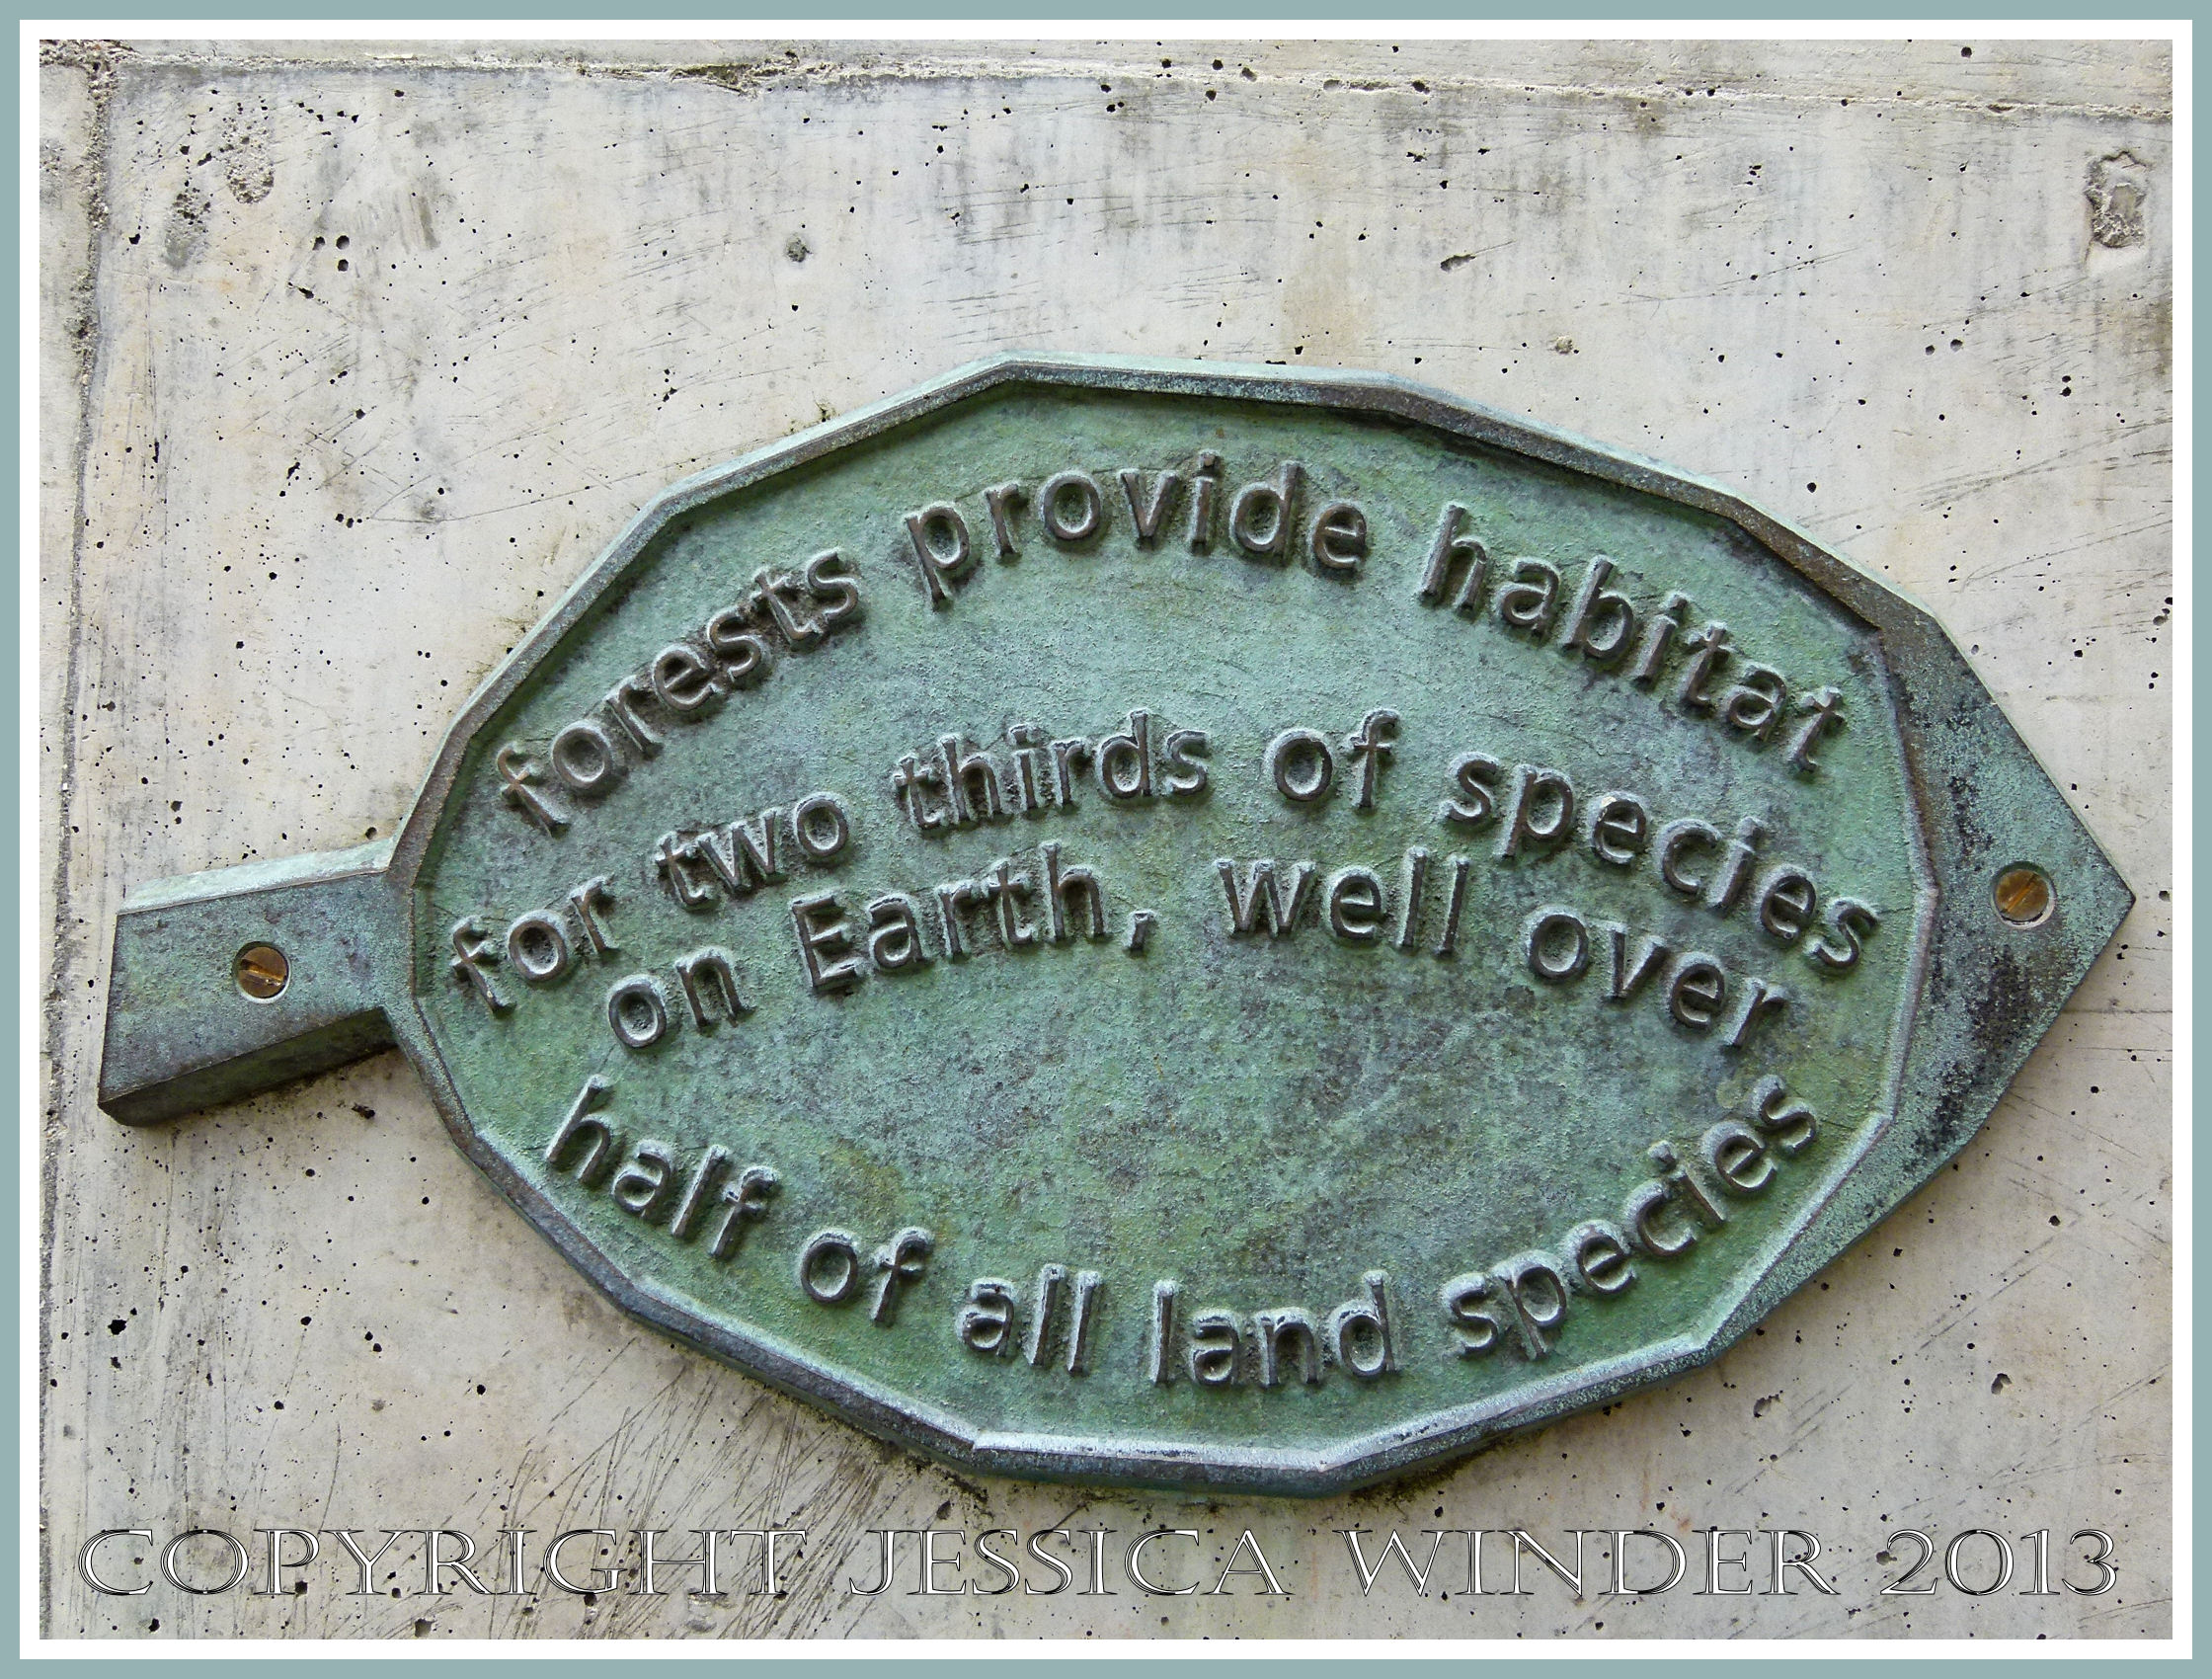 forests provide habitat
for two thirds of species
on Earth, well over
half of all land species
COPYRIGHT JESSICA WINDER 2013